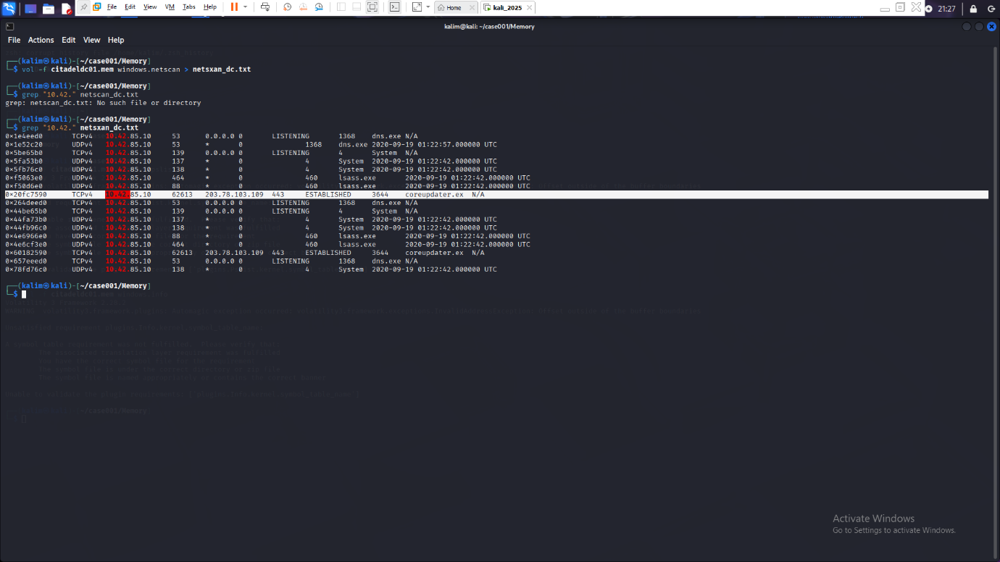 File Edit View VM Tabs Help Home kali_2025 21:27
kalim@kali: ~/case001/Memory
File Actions Edit View Help
┌──(kalim㉿kali)-[~/case001/Memory]
└─$ vol -f citadeldc01.mem windows.netscan > netsxan_dc.txt
┌──(kalim㉿kali)-[~/case001/Memory]
└─$ grep "10.42." netscan_dc.txt
grep: netscan_dc.txt: No such file or directory
┌──(kalim㉿kali)-[~/case001/Memory]
└─$ grep "10.42." netsxan_dc.txt
0×1e4eed0 TCPv4 10.42.85.10 53 0.0.0.0 0 LISTENING 1368 dns.exe N/A
0×1e52c20 UDPv4 10.42.85.10 53 * 0 1368 dns.exe 2020-09-19 01:22:57.000000 UTC
0×5be65b0 TCPv4 10.42.85.10 139 0.0.0.0 0 LISTENING 4 System N/A
0×5fa53b0 UDPv4 10.42.85.10 137 * 0 4 System 2020-09-19 01:22:42.000000 UTC
0×5fb76c0 UDPv4 10.42.85.10 138 * 0 4 System 2020-09-19 01:22:42.000000 UTC
0×f5063e0 UDPv4 10.42.85.10 464 * 0 460 lsass.exe 2020-09-19 01:22:42.000000 UTC
0×f50d6e0 UDPv4 10.42.85.10 88 * 0 460 lsass.exe 2020-09-19 01:22:42.000000 UTC
0×20fc7590 TCPv4 10.42.85.10 62613 203.78.103.109 443 ESTABLISHED 3644 coreupdater.ex N/A
0×264deed0 TCPv4 10.42.85.10 53 0.0.0.0 0 LISTENING 1368 dns.exe N/A
0×44be65b0 TCPv4 10.42.85.10 139 0.0.0.0 0 LISTENING 4 System N/A
0×44fa73b0 UDPv4 10.42.85.10 137 * 0 4 System 2020-09-19 01:22:42.000000 UTC
0×44fb96c0 UDPv4 10.42.85.10 138 * 0 4 System 2020-09-19 01:22:42.000000 UTC
0×4e6966e0 UDPv4 10.42.85.10 88 * 0 460 lsass.exe 2020-09-19 01:22:42.000000 UTC
0×4e6cf3e0 UDPv4 10.42.85.10 464 * 0 460 lsass.exe 2020-09-19 01:22:42.000000 UTC
0×60182590 TCPv4 10.42.85.10 62613 203.78.103.109 443 ESTABLISHED 3644 coreupdater.ex N/A
0×657eeed0 TCPv4 10.42.85.10 53 0.0.0.0 0 LISTENING 1368 dns.exe N/A
0×78fd76c0 UDPv4 10.42.85.10 138 * 0 4 System 2020-09-19 01:22:42.000000 UTC
┌──(kalim㉿kali)-[~/case001/Memory]
└─$
Activate Windows
Go to Settings to activate Windows.